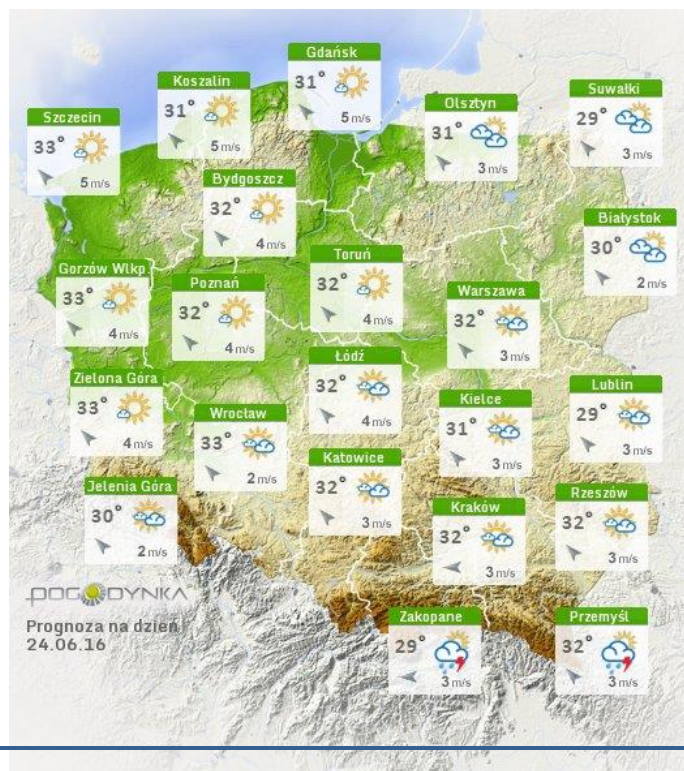 Gdańsk
31°
5 m/s
Koszalin
31°
5 m/s
Szczecin
33°
5 m/s
Olsztyn
31°
3 m/s
Suwałki
29°
3 m/s
Bydgoszcz
32°
4 m/s
Białystok
30°
2 m/s
Gorzów Wlkp.
33°
4 m/s
Poznań
32°
4 m/s
Toruń
32°
4 m/s
Warszawa
32°
3 m/s
Zielona Góra
33°
4 m/s
Wrocław
33°
2 m/s
Łódź
32°
4 m/s
Kielce
31°
3 m/s
Lublin
29°
3 m/s
Jelenia Góra
30°
2 m/s
Katowice
32°
3 m/s
Kraków
32°
3 m/s
Rzeszów
32°
3 m/s
POGODYNKA
Prognoza na dzień
24.06.16
Zakopane
29°
3 m/s
Przemyśl
32°
3 m/s